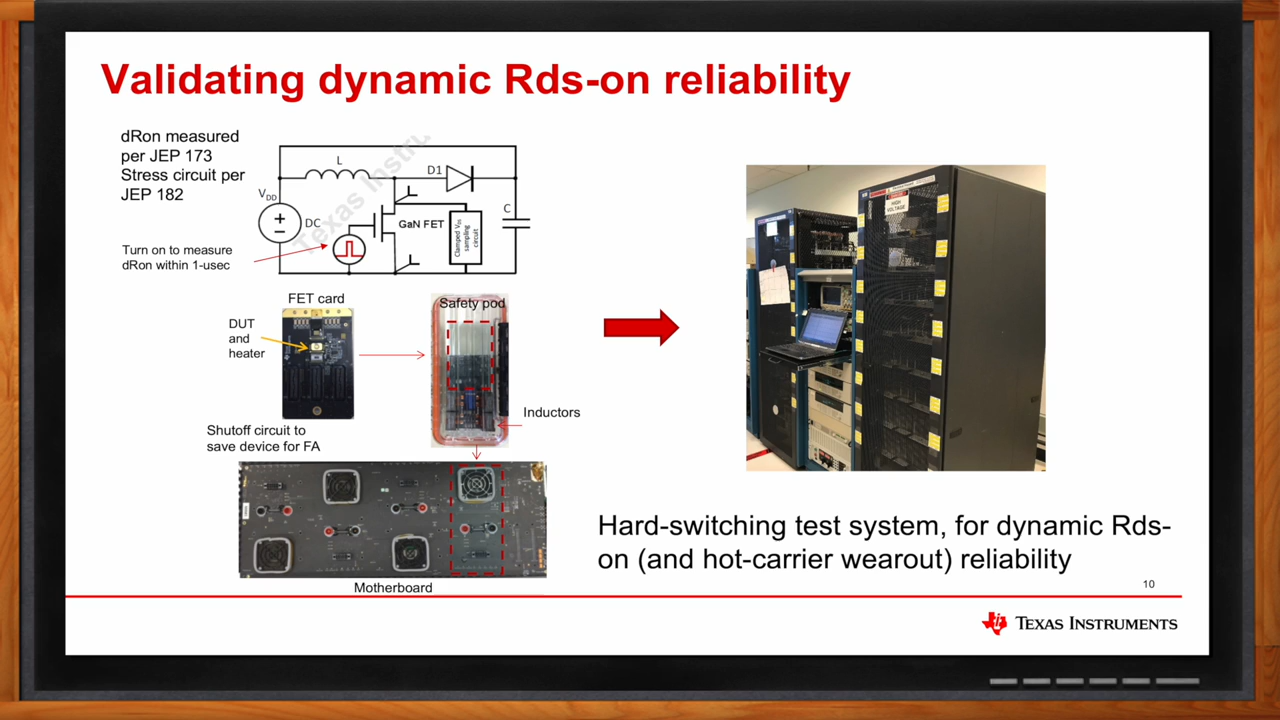 Validating dynamic Rds-on reliability
dRon measured
per JEP 173
Stress circuit per
JEP 182
L
D1
VDD
DC
C
GaN FET
Clamped VDS
sampling
circuit
Texas Instru
Turn on to measure
dRon within 1-usec
FET card
Safety pod
DUT
and
heater
Inductors
Shutoff circuit to
save device for FA
Motherboard
HIGH
VOLTAGE
Hard-switching test system, for dynamic Rds-
on (and hot-carrier wearout) reliability
10
TEXAS INSTRUMENTS